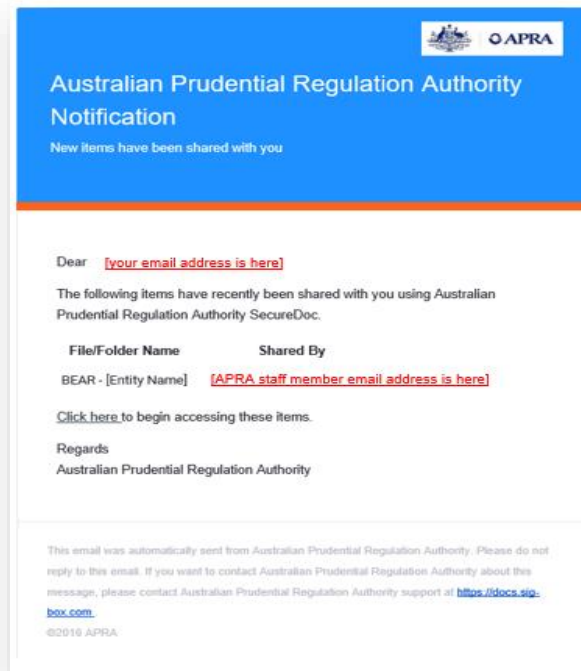 APRA
Australian Prudential Regulation Authority
Notification
New items have been shared with you
Dear [your email address is here]
The following items have recently been shared with you using Australian
Prudential Regulation Authority SecureDoc.
File/Folder Name Shared By
BEAR - [Entity Name] [APRA staff member email address is here]
Click here to begin accessing these items.
Regards
Australian Prudential Regulation Authority
This email was automatically sent from Australian Prudential Regulation Authority. Please do not
reply to this email. If you want to contact Australian Prudential Regulation Authority about this
message, please contact Australian Prudential Regulation Authority support at https://docs.sig-
box.com
©2016 APRA